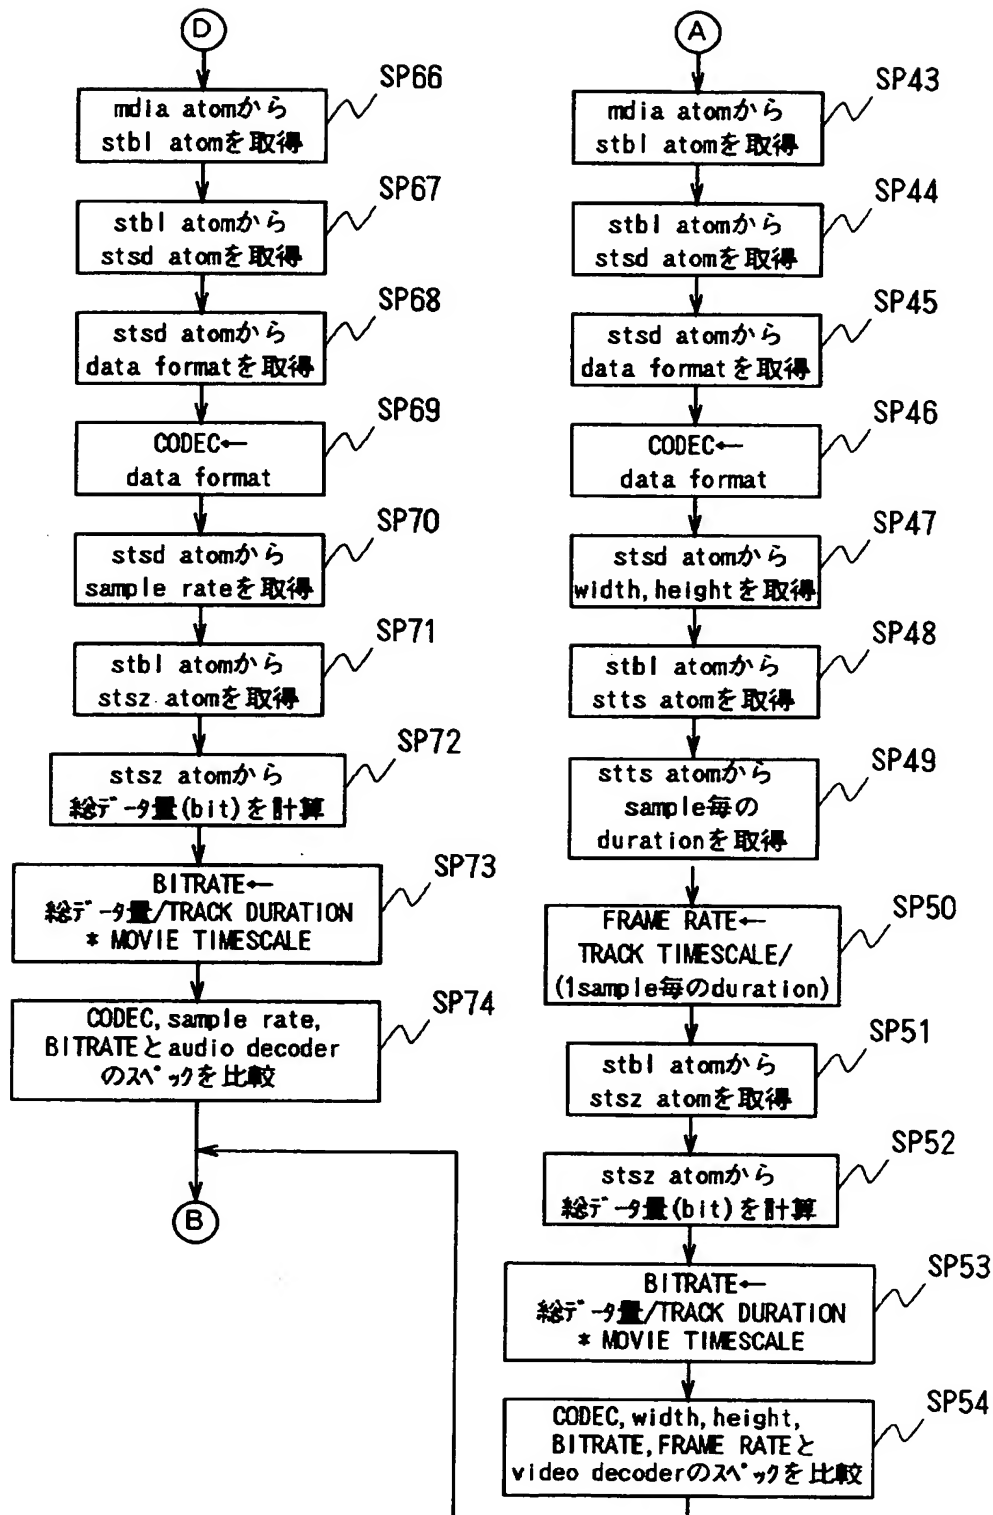 D
SP66
mdia atomから
stbl atomを取得
SP67
stbl atomから
stsd atomを取得
SP68
stsd atomから
data formatを取得
SP69
CODEC←
data format
SP70
stsd atomから
sample rateを取得
SP71
stbl atomから
stsz atomを取得
SP72
stsz atomから
総データ量(bit)を計算
SP73
BITRATE←
総データ量/TRACK DURATION
* MOVIE TIMESCALE
SP74
CODEC, sample rate,
BITRATEとaudio decoder
のスペックを比較
B
A
SP43
mdia atomから
stbl atomを取得
SP44
stbl atomから
stsd atomを取得
SP45
stsd atomから
data formatを取得
SP46
CODEC←
data format
SP47
stsd atomから
width, heightを取得
SP48
stbl atomから
stts atomを取得
SP49
stts atomから
sample毎の
durationを取得
SP50
FRAME RATE←
TRACK TIMESCALE/
(1sample毎のduration)
SP51
stbl atomから
stsz atomを取得
SP52
stsz atomから
総データ量(bit)を計算
SP53
BITRATE←
総データ量/TRACK DURATION
* MOVIE TIMESCALE
SP54
CODEC, width, height,
BITRATE, FRAME RATEと
video decoderのスペックを比較